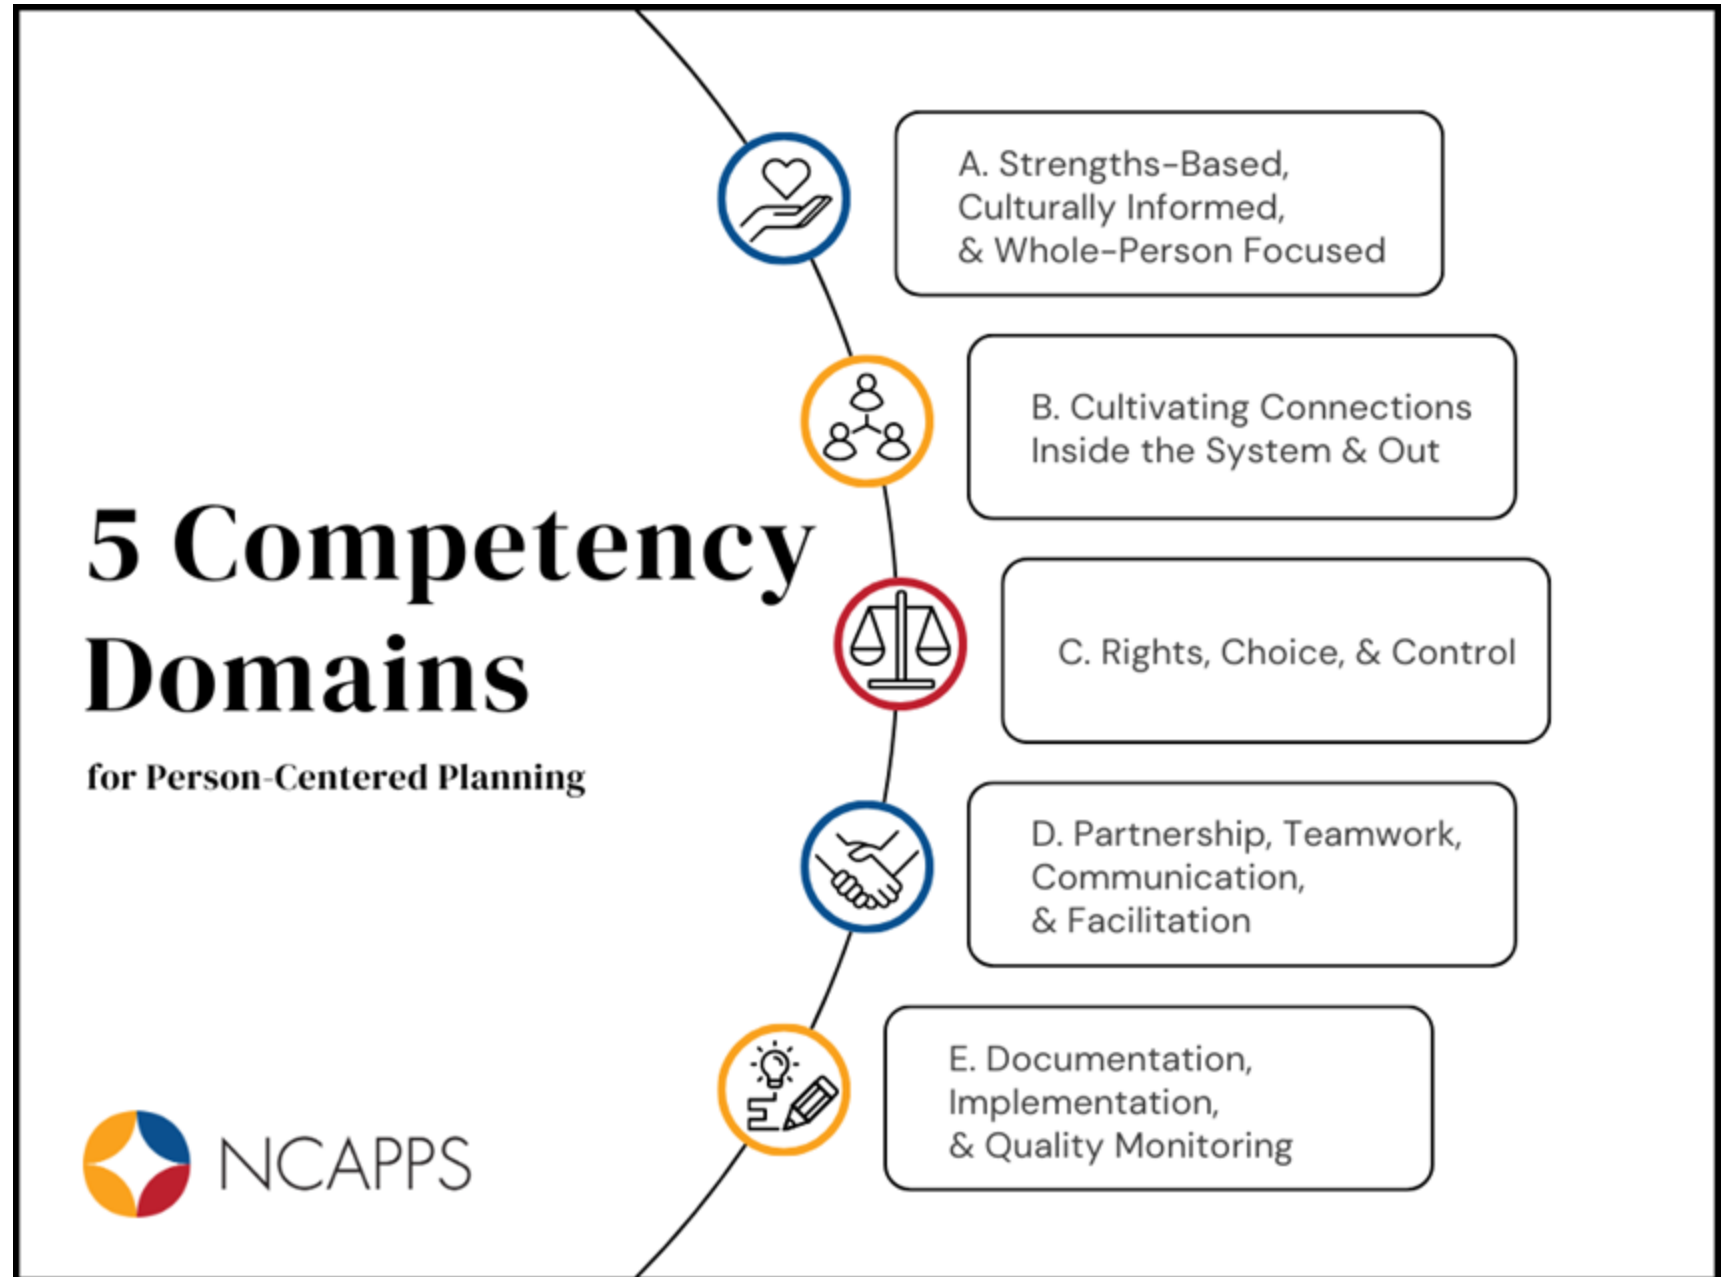 5 Competency
Domains
for Person-Centered Planning
A. Strengths-Based,
Culturally Informed,
& Whole-Person Focused
B. Cultivating Connections
Inside the System & Out
C. Rights, Choice, & Control
D. Partnership, Teamwork,
Communication,
& Facilitation
E. Documentation,
Implementation,
& Quality Monitoring
NCAPPS